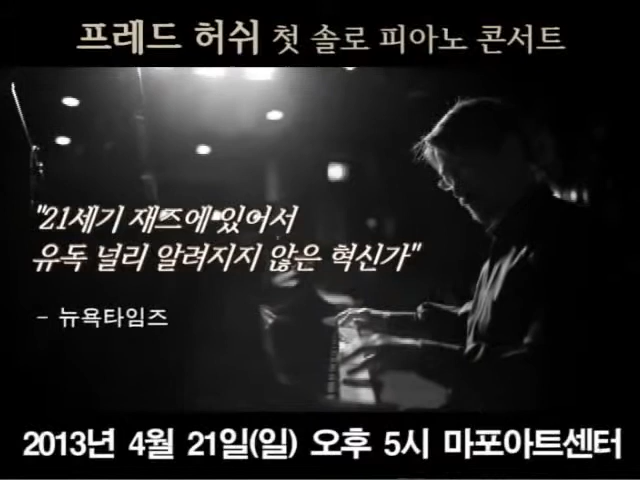 프레드 허쉬 첫 솔로 피아노 콘서트
"21세기 재즈에 있어서
유독 널리 알려지지 않은 혁신가"
- 뉴욕타임즈
2013년 4월 21일(일) 오후 5시 마포아트센터